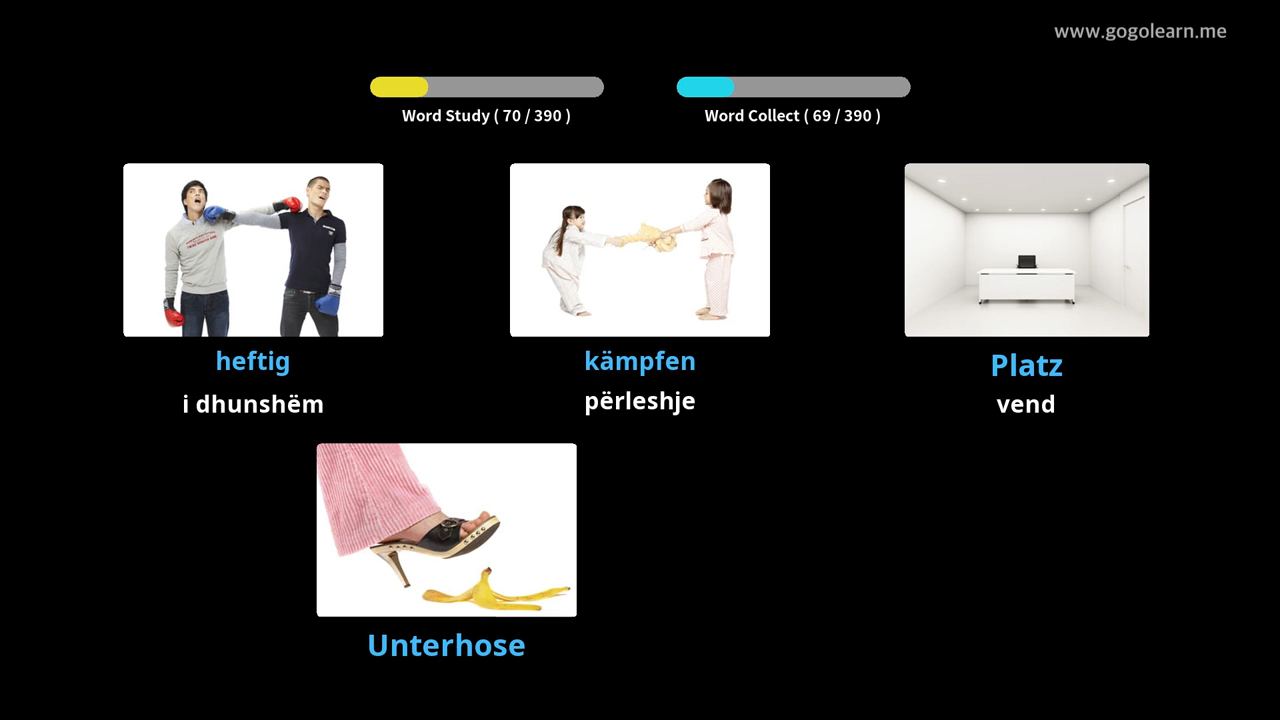 www.gogolearn.me
Word Study ( 70 / 390 )
Word Collect ( 69 / 390 )
heftig
kämpfen
Platz
i dhunshëm
përleshje
vend
Unterhose